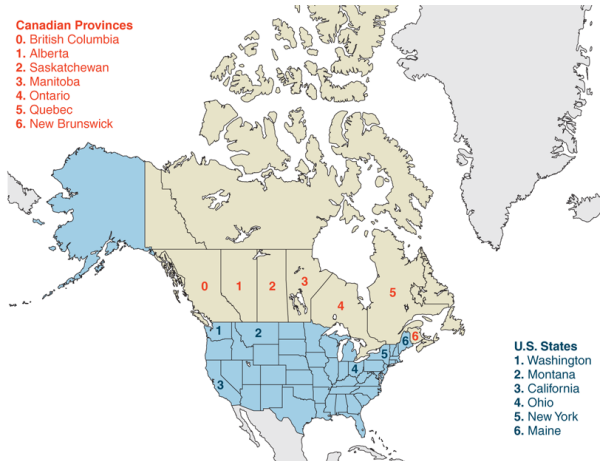 Canadian Provinces
0. British Columbia
1. Alberta
2. Saskatchewan
3. Manitoba
4. Ontario
5. Quebec
6. New Brunswick
0
1
2
3
4
5
6
1
2
3
4
5
6
U.S. States
1. Washington
2. Montana
3. California
4. Ohio
5. New York
6. Maine